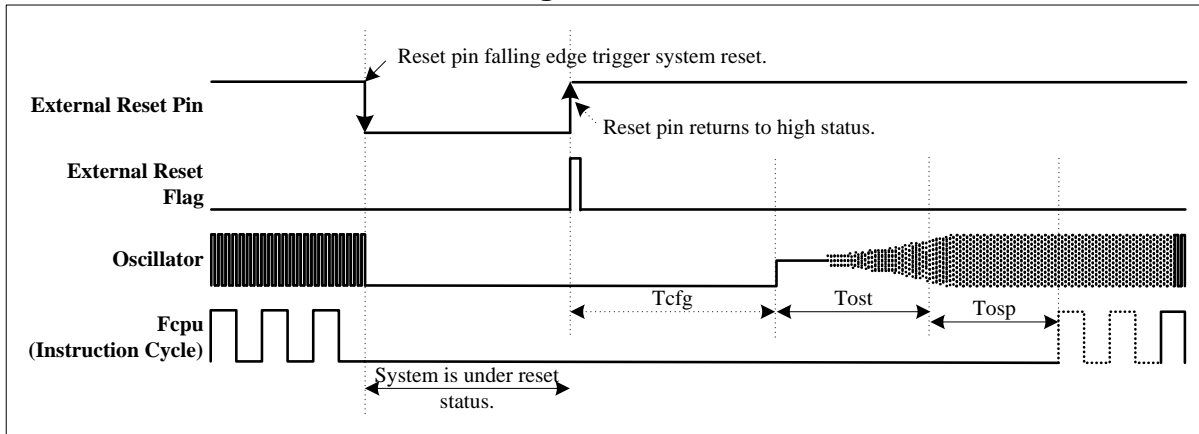 Reset pin falling edge trigger system reset.
External Reset Pin
Reset pin returns to high status.
External Reset
Flag
Oscillator
Tcfg
Tost
Tosp
Fcpu
(Instruction Cycle)
System is under reset
status.